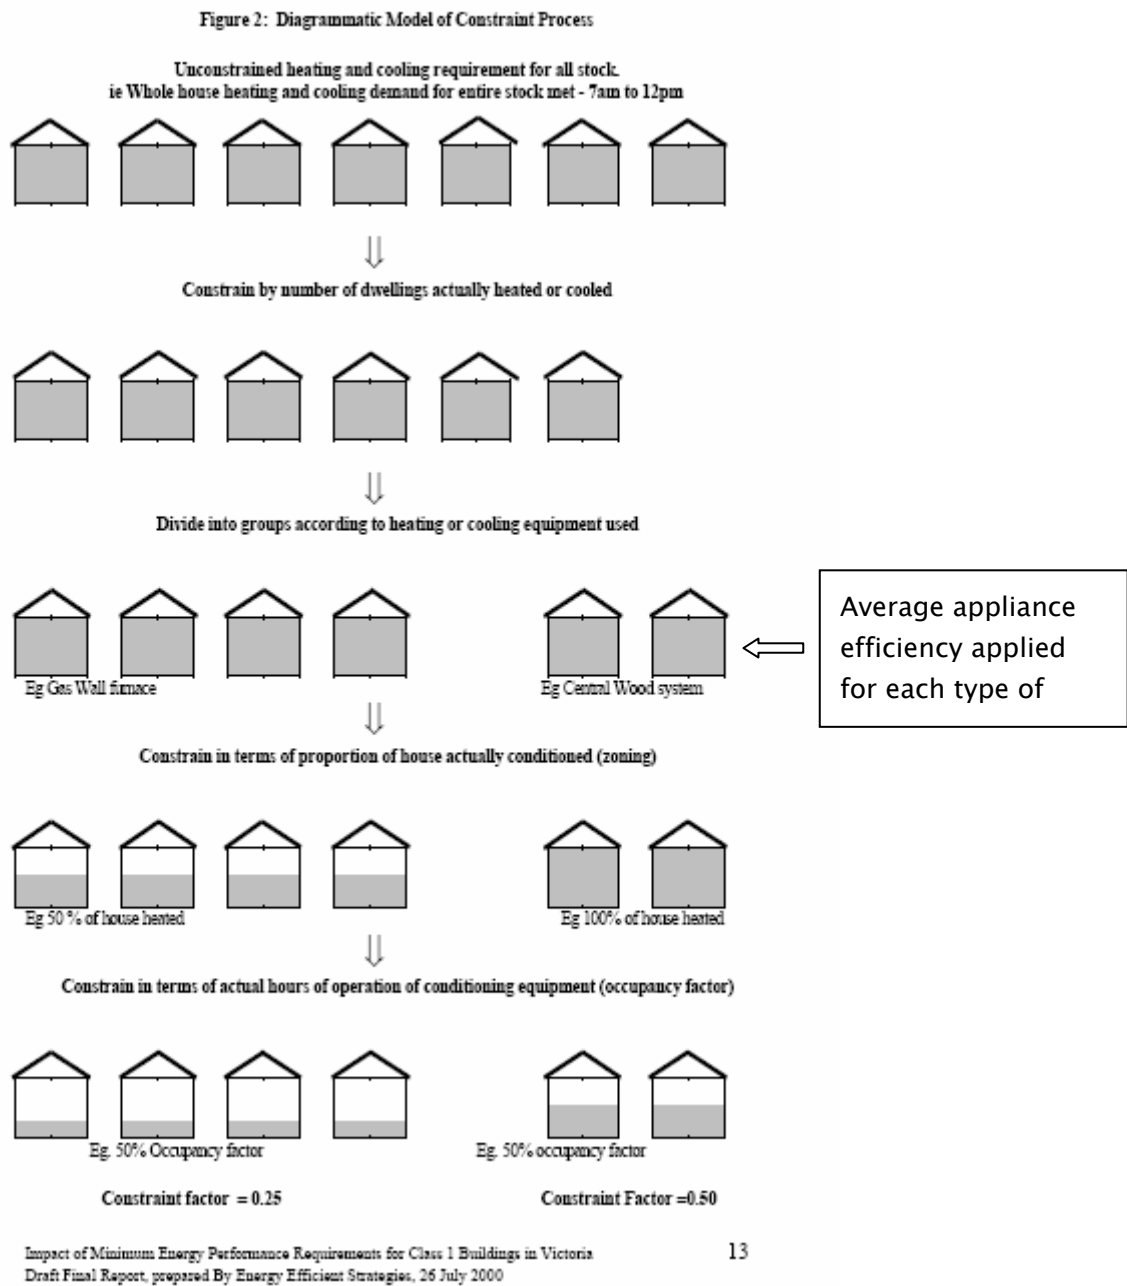 Figure 2: Diagrammatic Model of Constraint Process
Unconstrained heating and cooling requirement for all stock.
ie Whole house heating and cooling demand for entire stock met - 7am to 12pm
Constrain by number of dwellings actually heated or cooled
Divide into groups according to heating or cooling equipment used
Average appliance
efficiency applied
for each type of
Eg Gas Wall furnace
Eg Central Wood system
Constrain in terms of proportion of house actually conditioned (zoning)
Eg 50 % of house heated
Eg 100% of house heated
Constrain in terms of actual hours of operation of conditioning equipment (occupancy factor)
Eg. 50% Occupancy factor
Eg. 50% occupancy factor
Constraint factor = 0.25
Constraint Factor =0.50
Impact of Minimum Energy Performance Requirements for Class 1 Buildings in Victoria
13
Draft Final Report, prepared By Energy Efficient Strategies, 26 July 2000